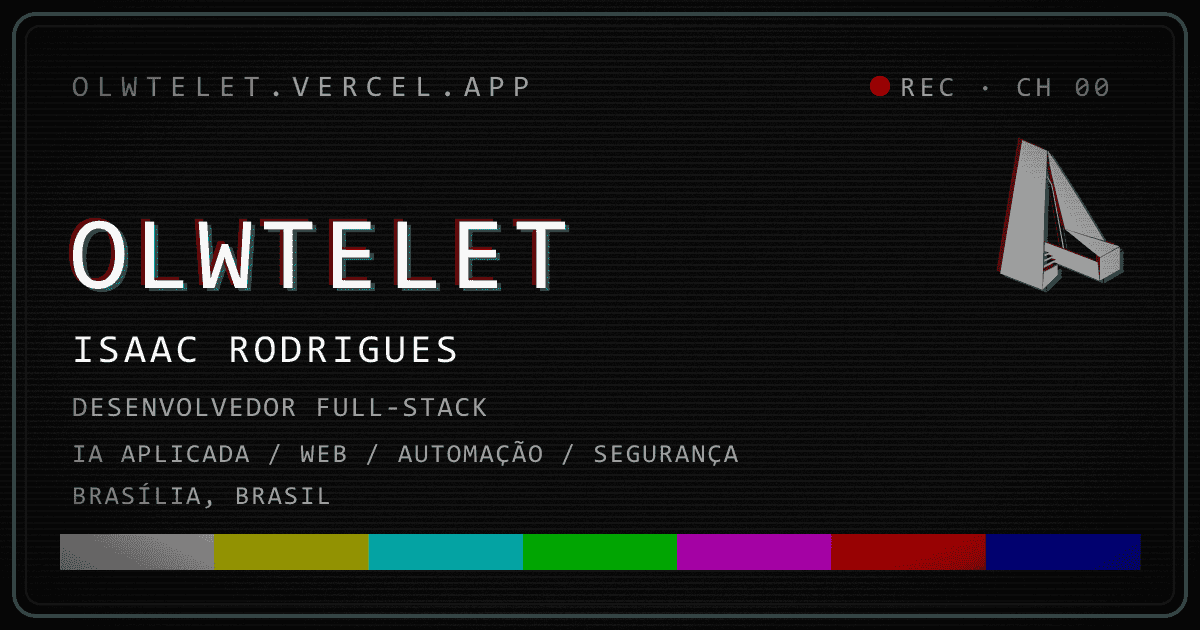 OLWTELET.VERCEL.APP
REC · CH 00
OLWTELET
ISAAC RODRIGUES
DESENVOLVEDOR FULL-STACK
IA APLICADA / WEB / AUTOMAÇÃO / SEGURANÇA
BRASÍLIA, BRASIL